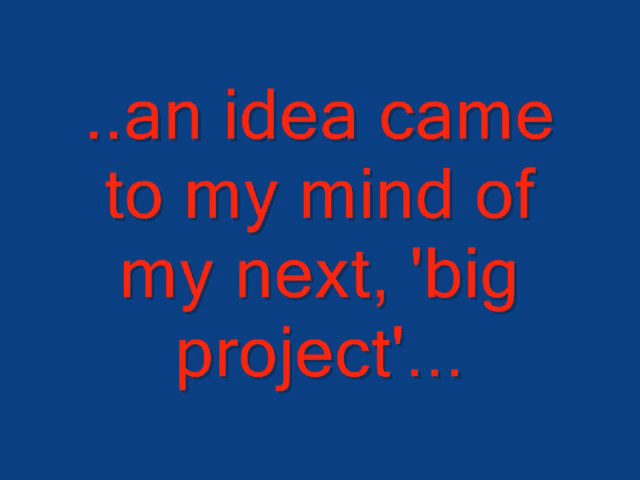 ..an idea came
to my mind of
my next, 'big
project'...